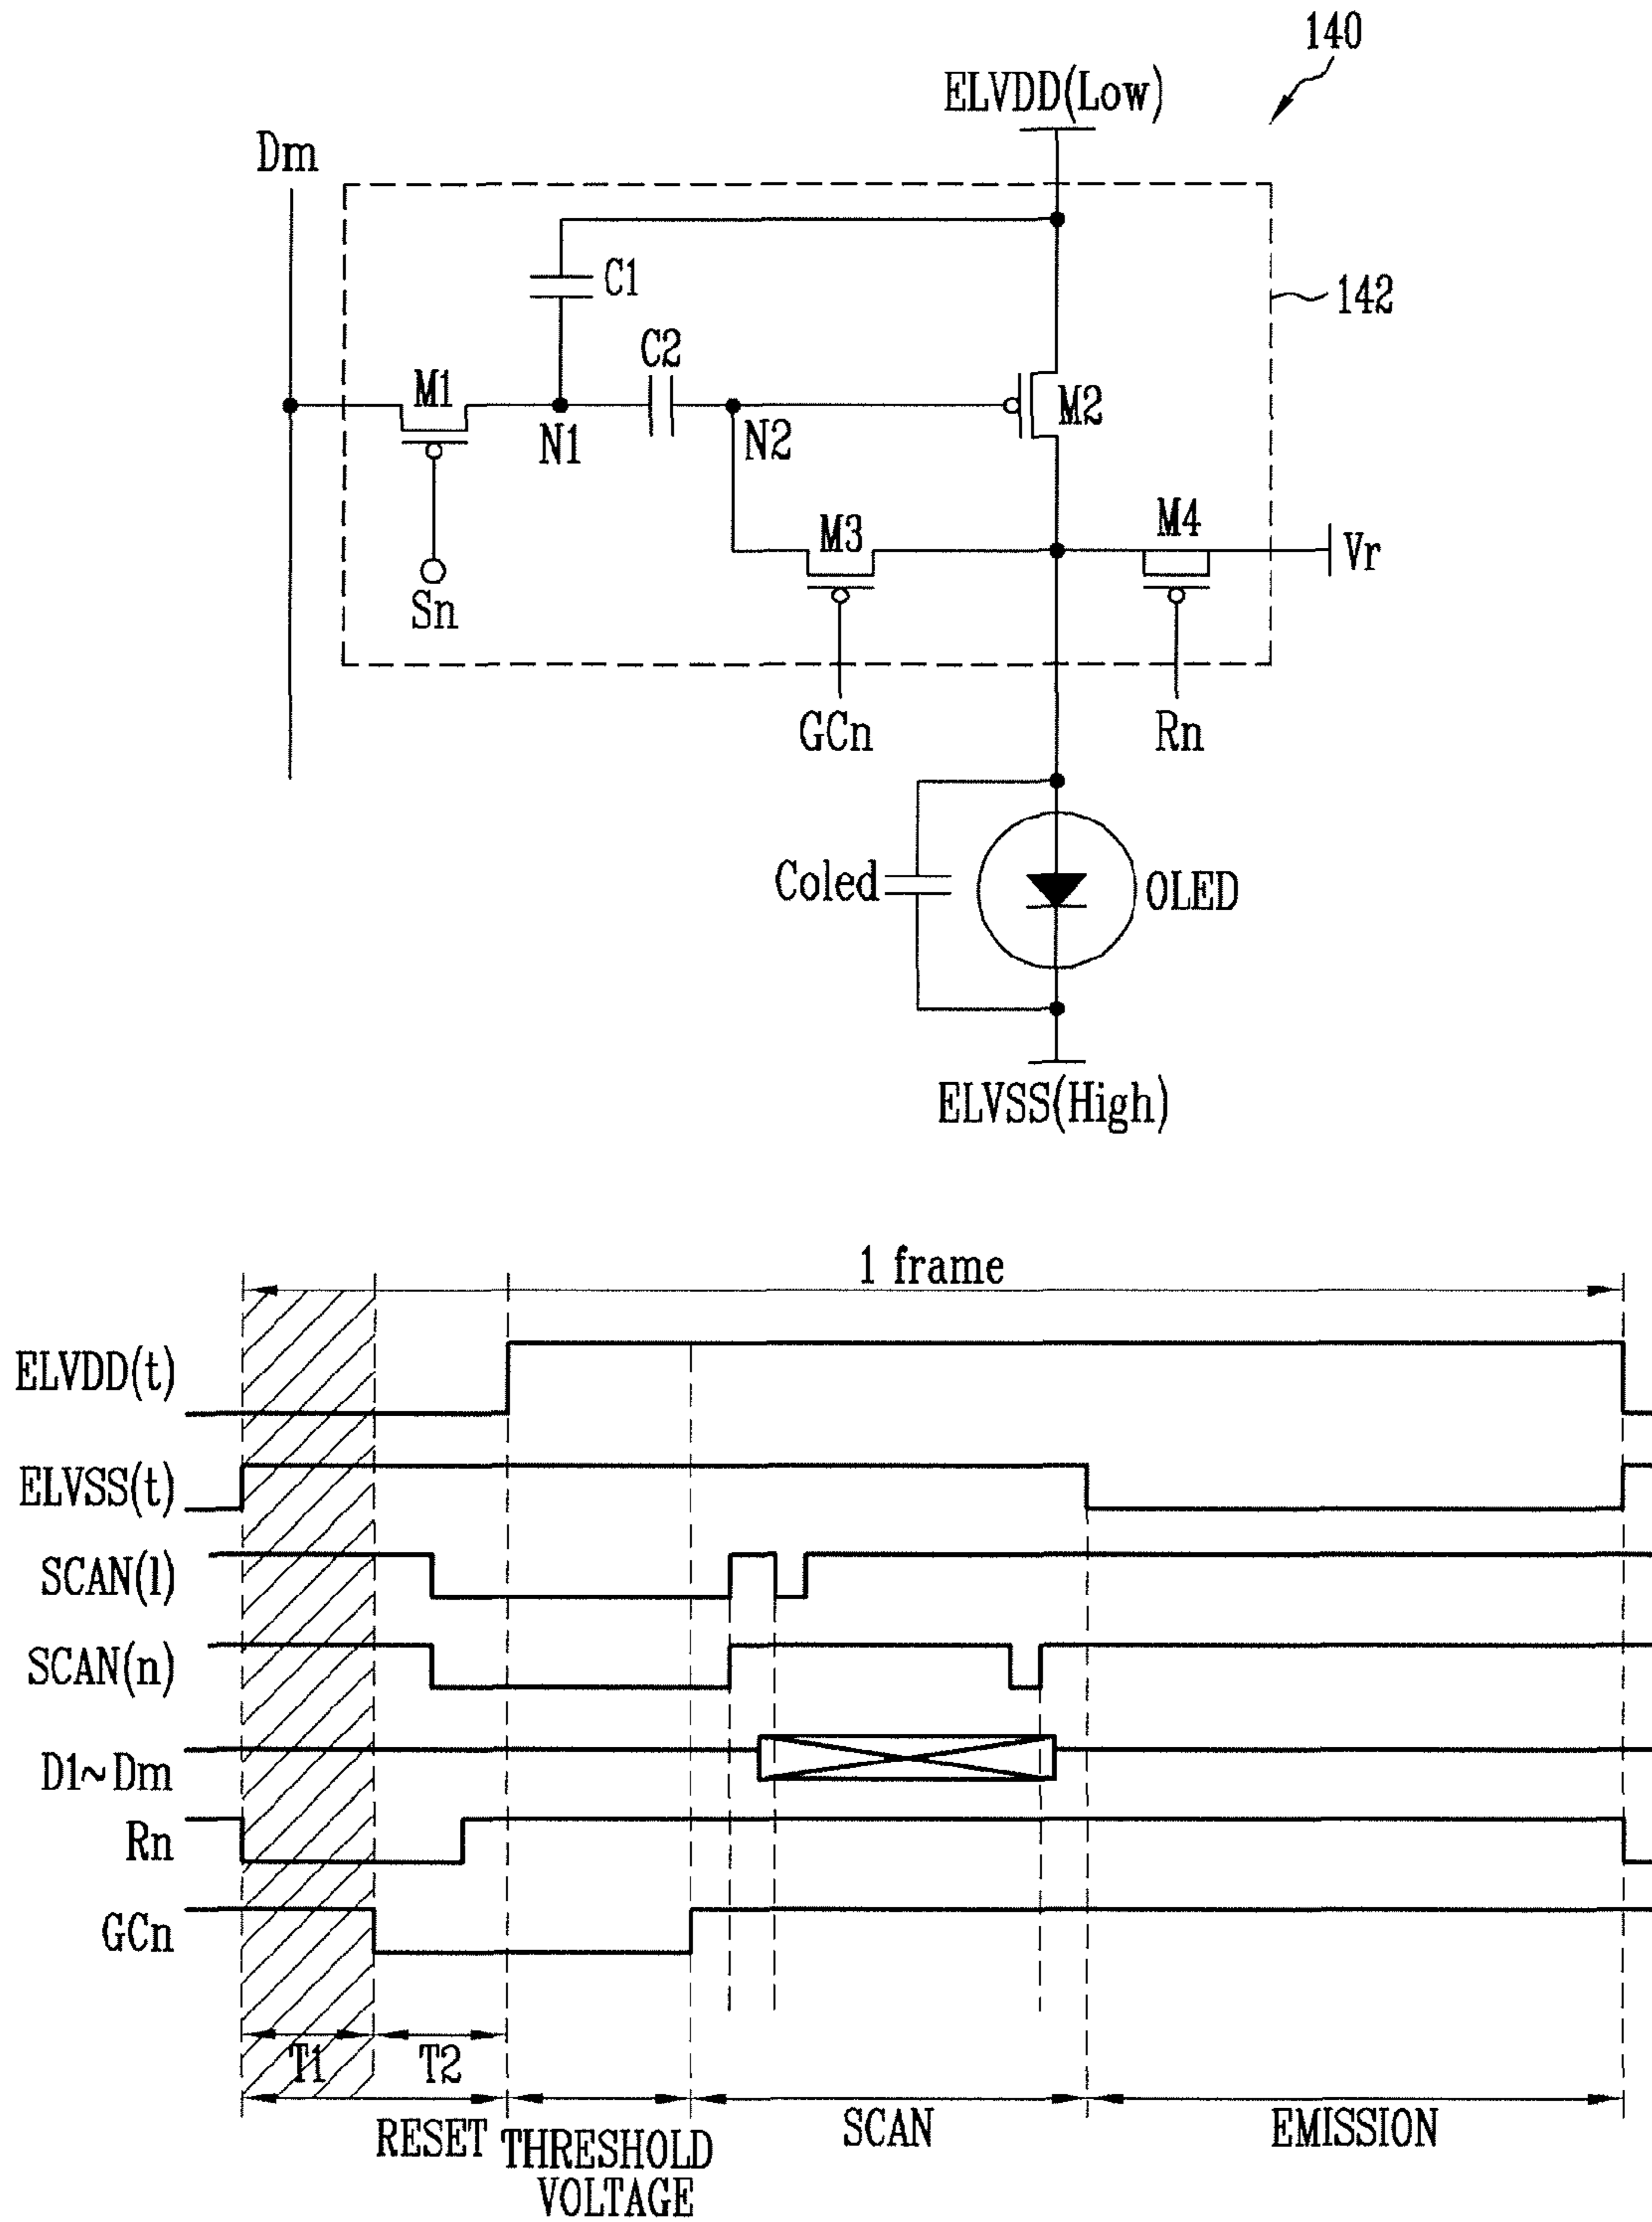 140
ELVDD(Low)
Dm
C1
142
C2
M1
M2
N1
N2
M3
M4
Vr
Sn
GCn
Rn
Coled
OLED
ELVSS(High)
1 frame
ELVDD(t)
ELVSS(t)
SCAN(1)
SCAN(n)
D1~Dm
Rn
GCn
T1
T2
RESET
THRESHOLD
VOLTAGE
SCAN
EMISSION